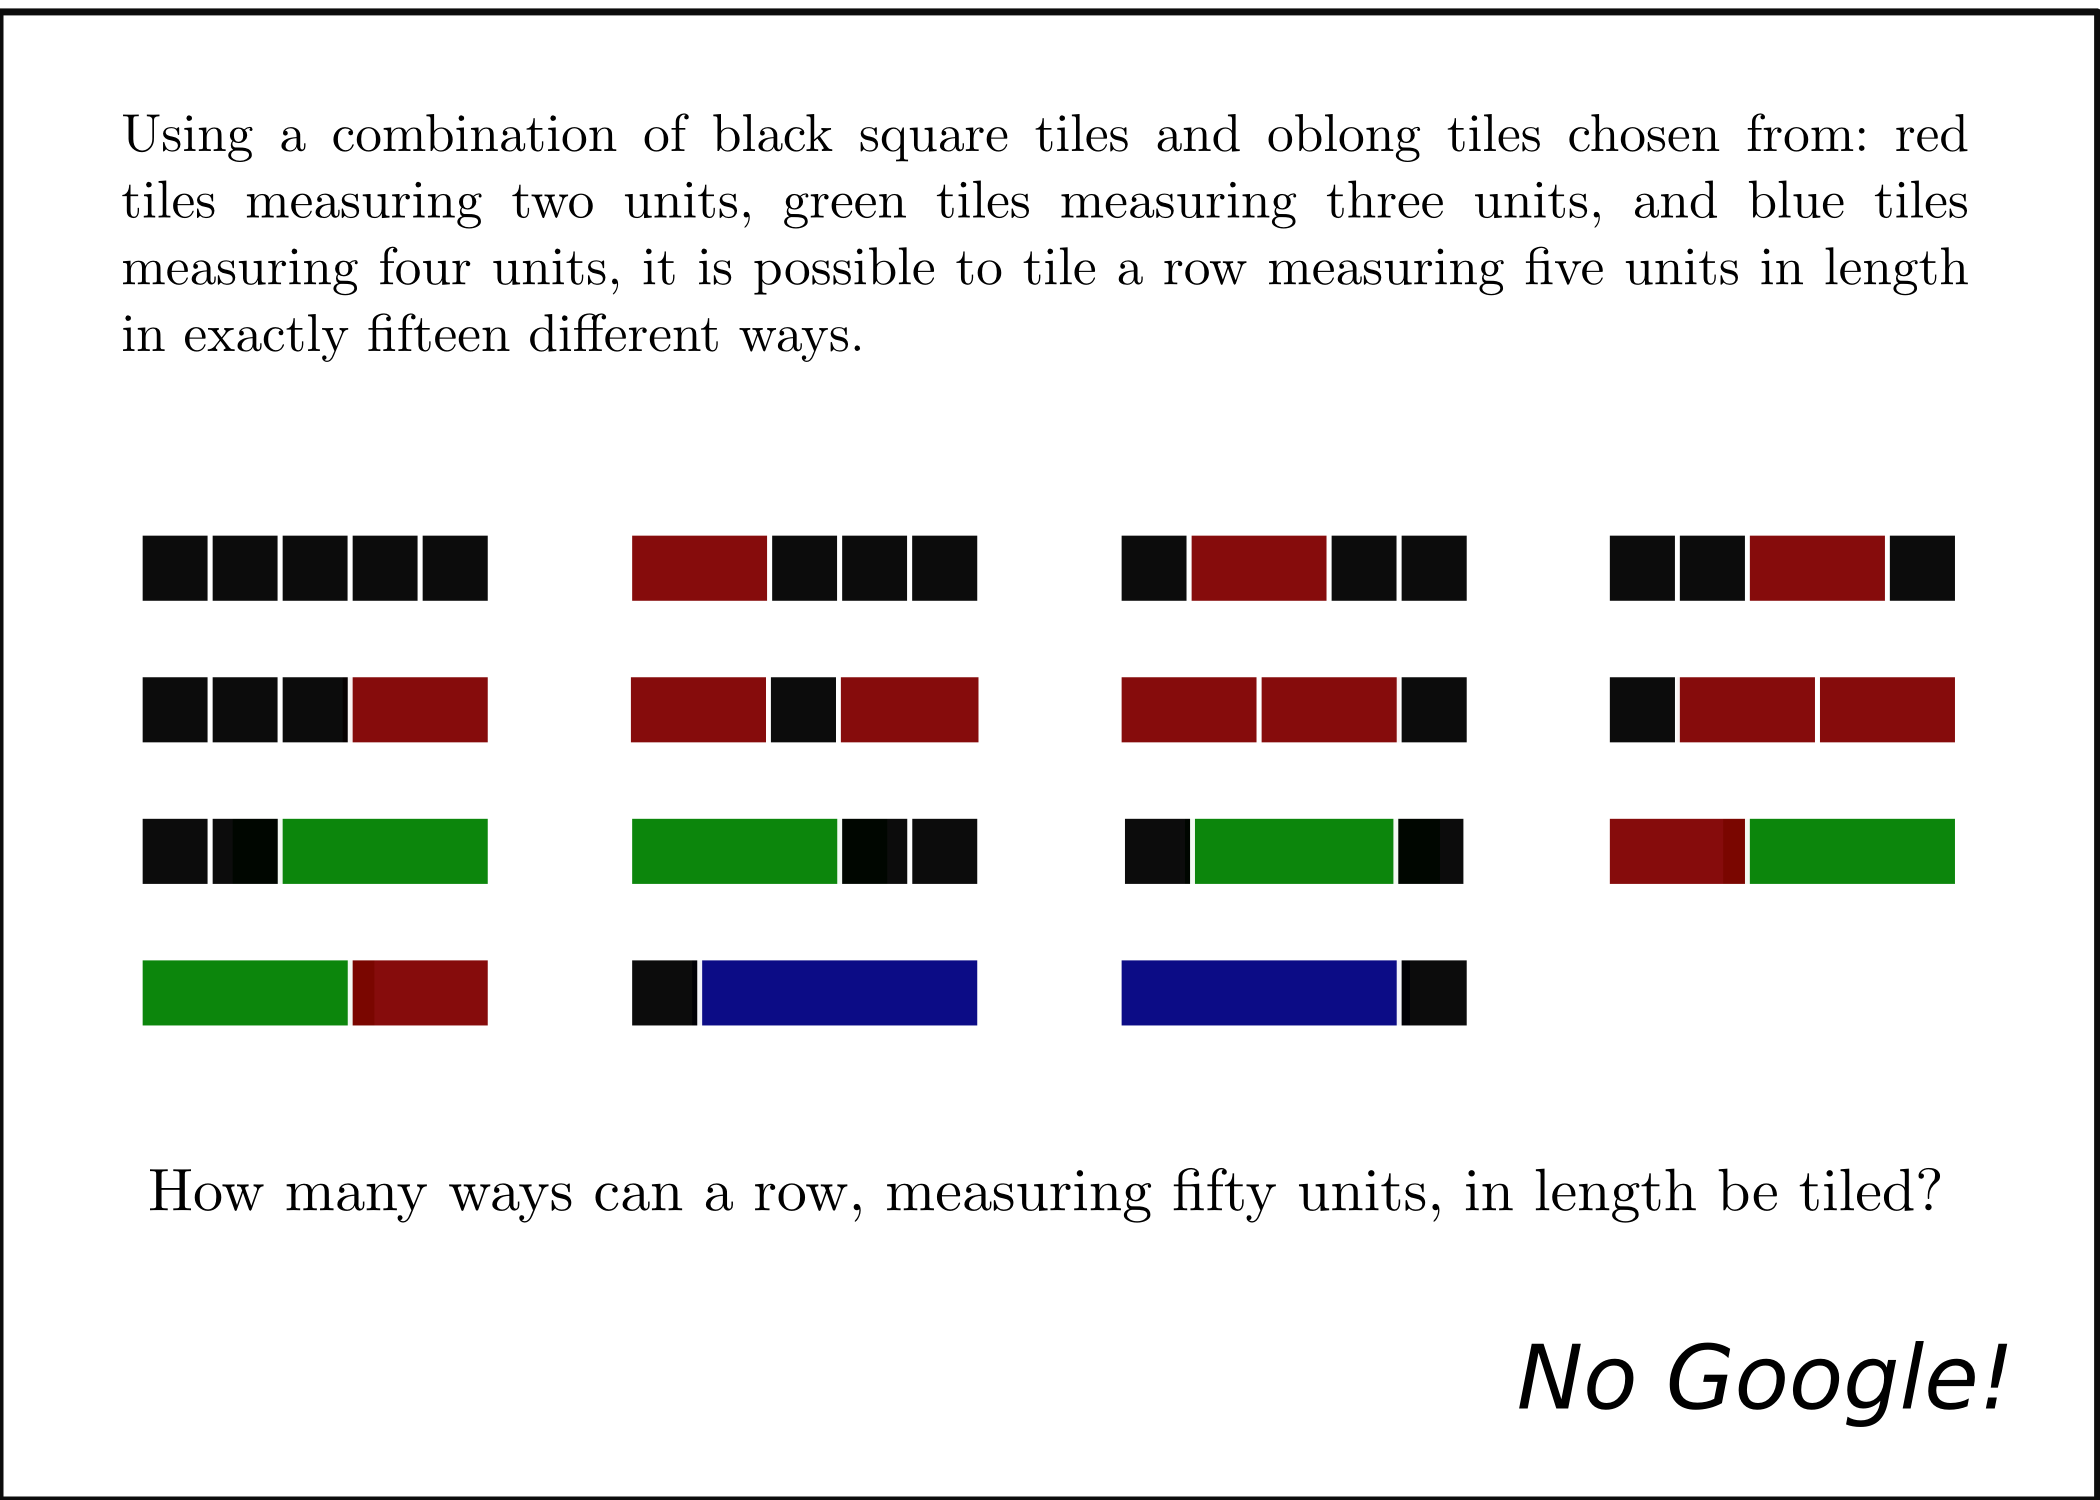 Using a combination of black square tiles and oblong tiles chosen from: red
tiles measuring two units, green tiles measuring three units, and blue tiles
measuring four units, it is possible to tile a row measuring five units in length
in exactly fifteen different ways.
How many ways can a row, measuring fifty units, in length be tiled?
No Google!